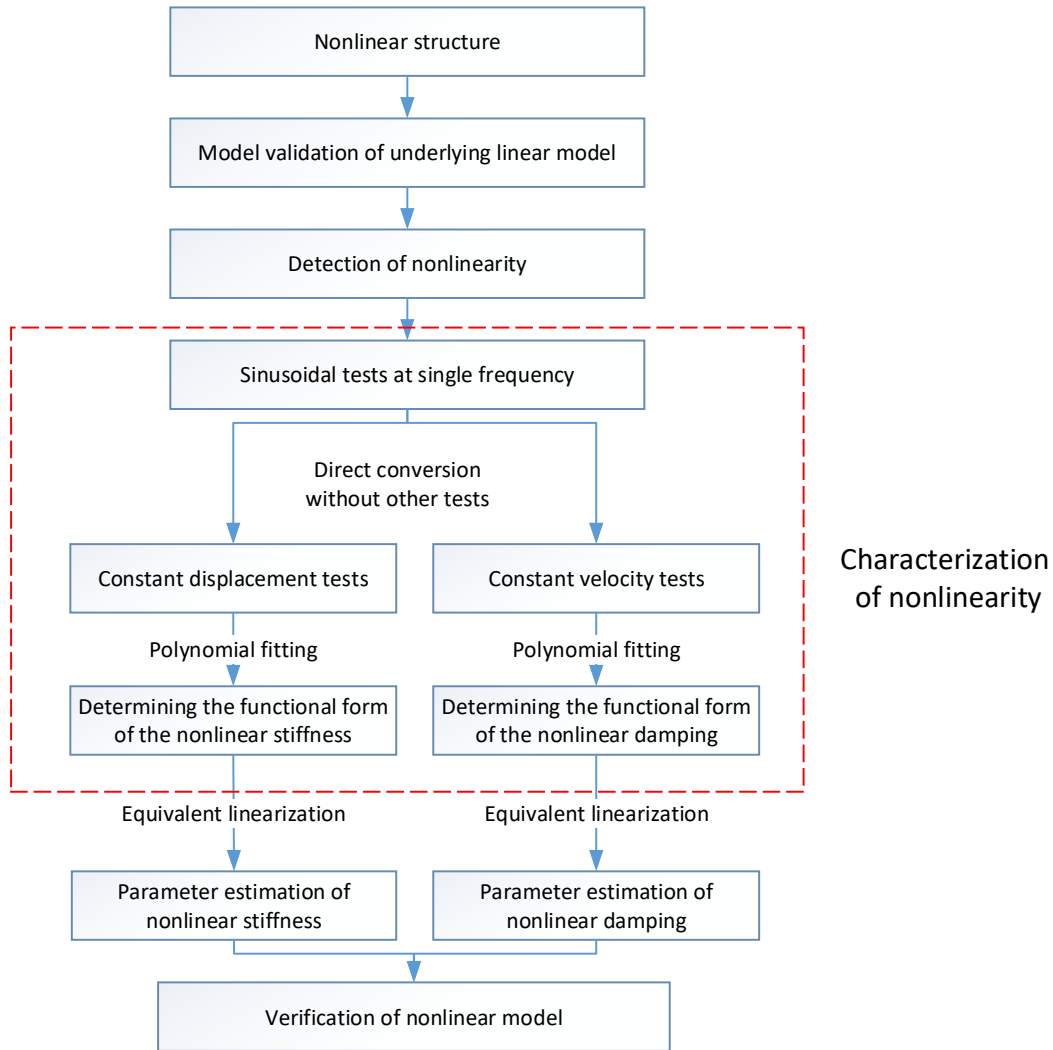 Nonlinear structure
Model validation of underlying linear model
Detection of nonlinearity
Sinusoidal tests at single frequency
Direct conversion
without other tests
Constant displacement tests
Constant velocity tests
Characterization
of nonlinearity
Polynomial fitting
Polynomial fitting
Determining the functional form
of the nonlinear stiffness
Determining the functional form
of the nonlinear damping
Equivalent linearization
Equivalent linearization
Parameter estimation of
nonlinear stiffness
Parameter estimation of
nonlinear damping
Verification of nonlinear model